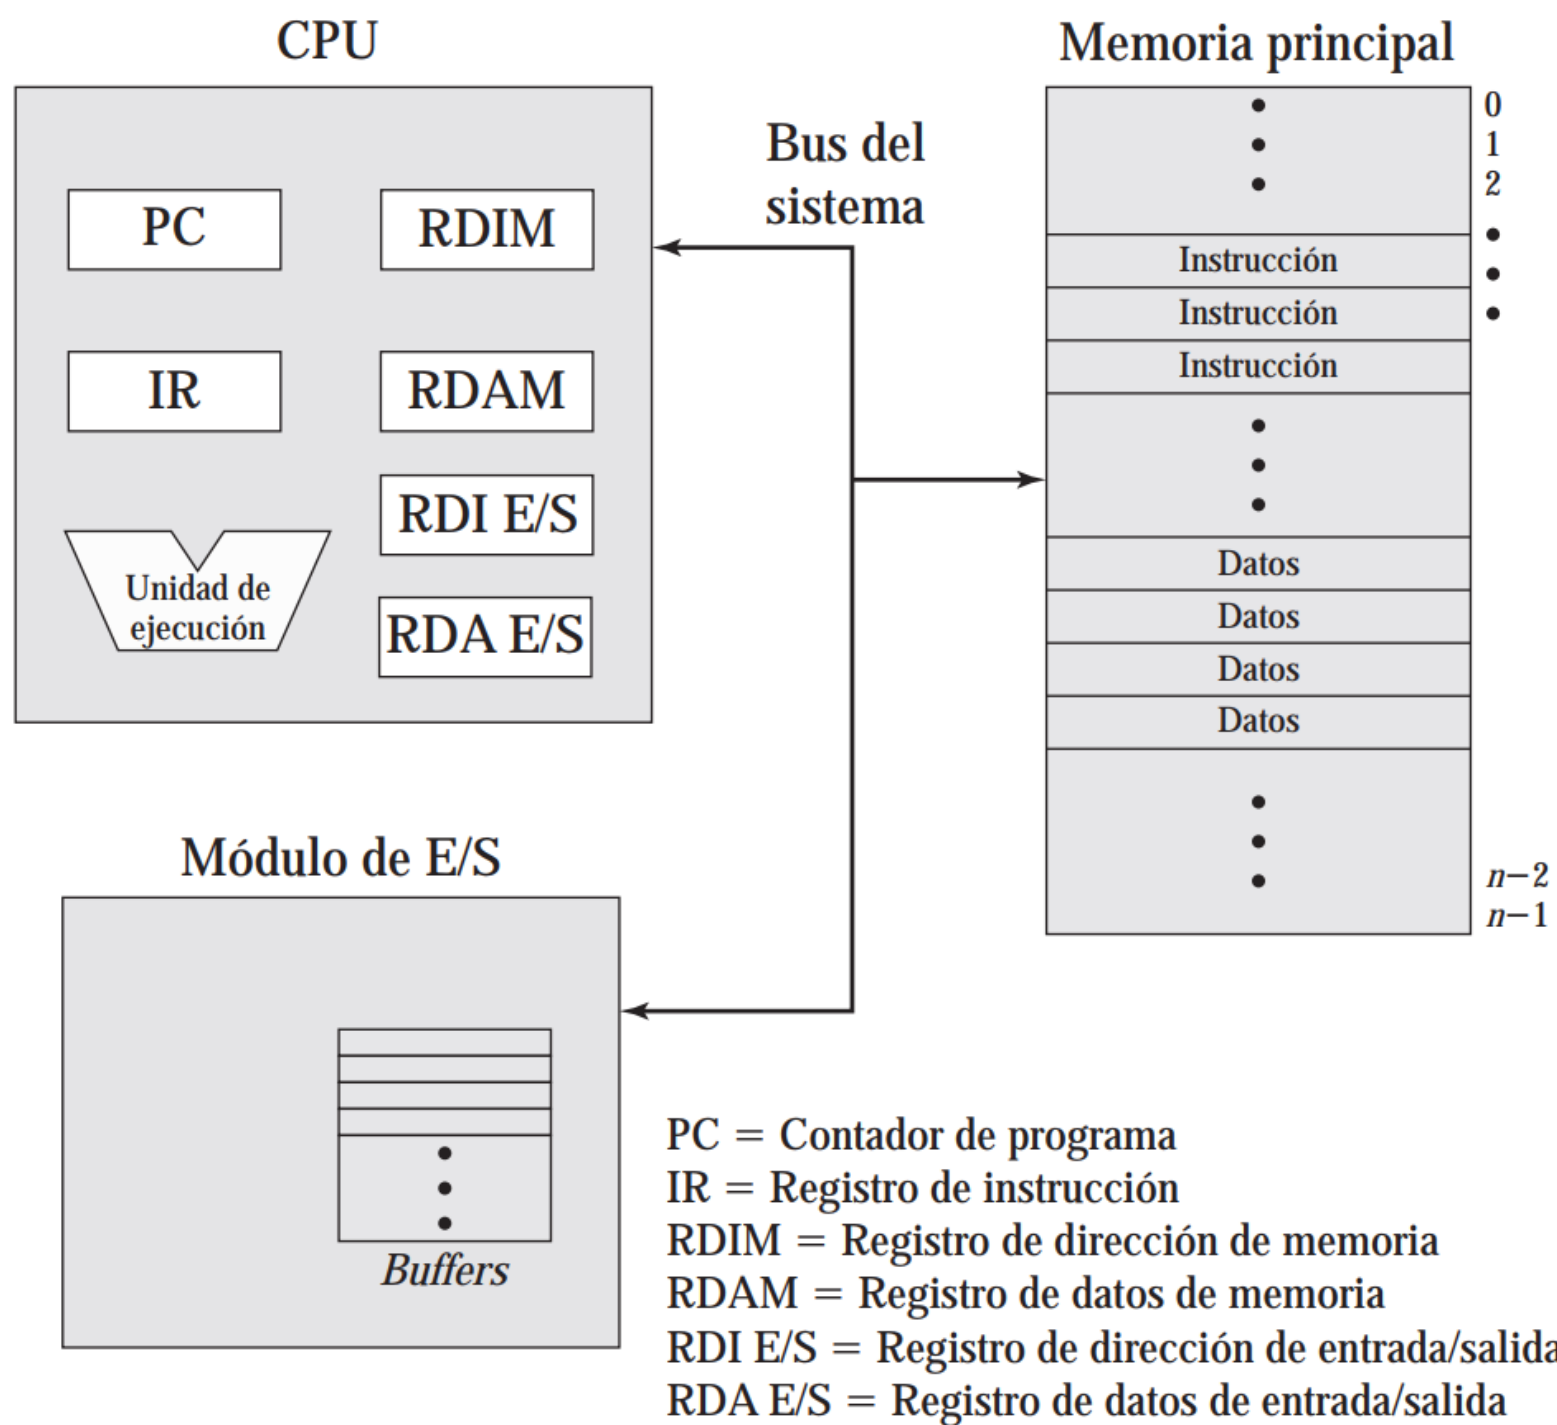 CPU
PC
RDIM
IR
RDAM
RDI E/S
Unidad de
ejecución
RDA E/S
Bus del
sistema
Memoria principal
0
1
2
Instrucción
Instrucción
Instrucción
Datos
Datos
Datos
Datos
n−2
n−1
Módulo de E/S
Buffers
PC = Contador de programa
IR = Registro de instrucción
RDIM = Registro de dirección de memoria
RDAM = Registro de datos de memoria
RDI E/S = Registro de dirección de entrada/salida
RDA E/S = Registro de datos de entrada/salida